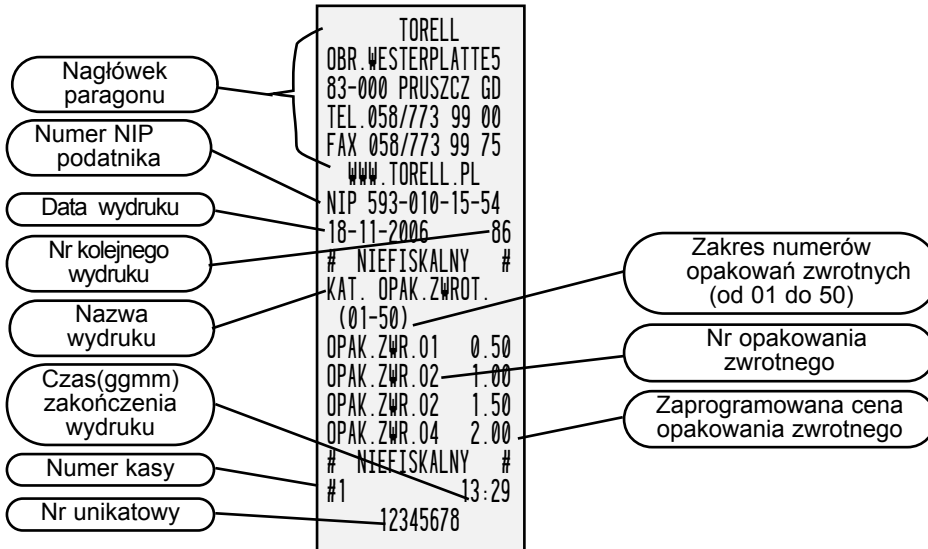 Nagłówek
paragonu
Numer NIP
podatnika
Data wydruku
Nr kolejnego
wydruku
Nazwa
wydruku
Czas(ggmm)
zakończenia
wydruku
Numer kasy
Nr unikatowy
TORELL
OBR.WESTERPLATTE5
83-000 PRUSZCZ GD
TEL.058/773 99 00
FAX 058/773 99 75
WWW.TORELL.PL
NIP 593-010-15-54
18-11-2006 86
# NIEFISKALNY #
KAT. OPAK.ZWROT.
(01-50)
OPAK.ZWR.01 0.50
OPAK.ZWR.02 1.00
OPAK.ZWR.02 1.50
OPAK.ZWR.04 2.00
# NIEFISKALNY #
#1 13:29
12345678
Zakres numerów
opakowań zwrotnych
(od 01 do 50)
Nr opakowania
zwrotnego
Zaprogramowana cena
opakowania zwrotnego